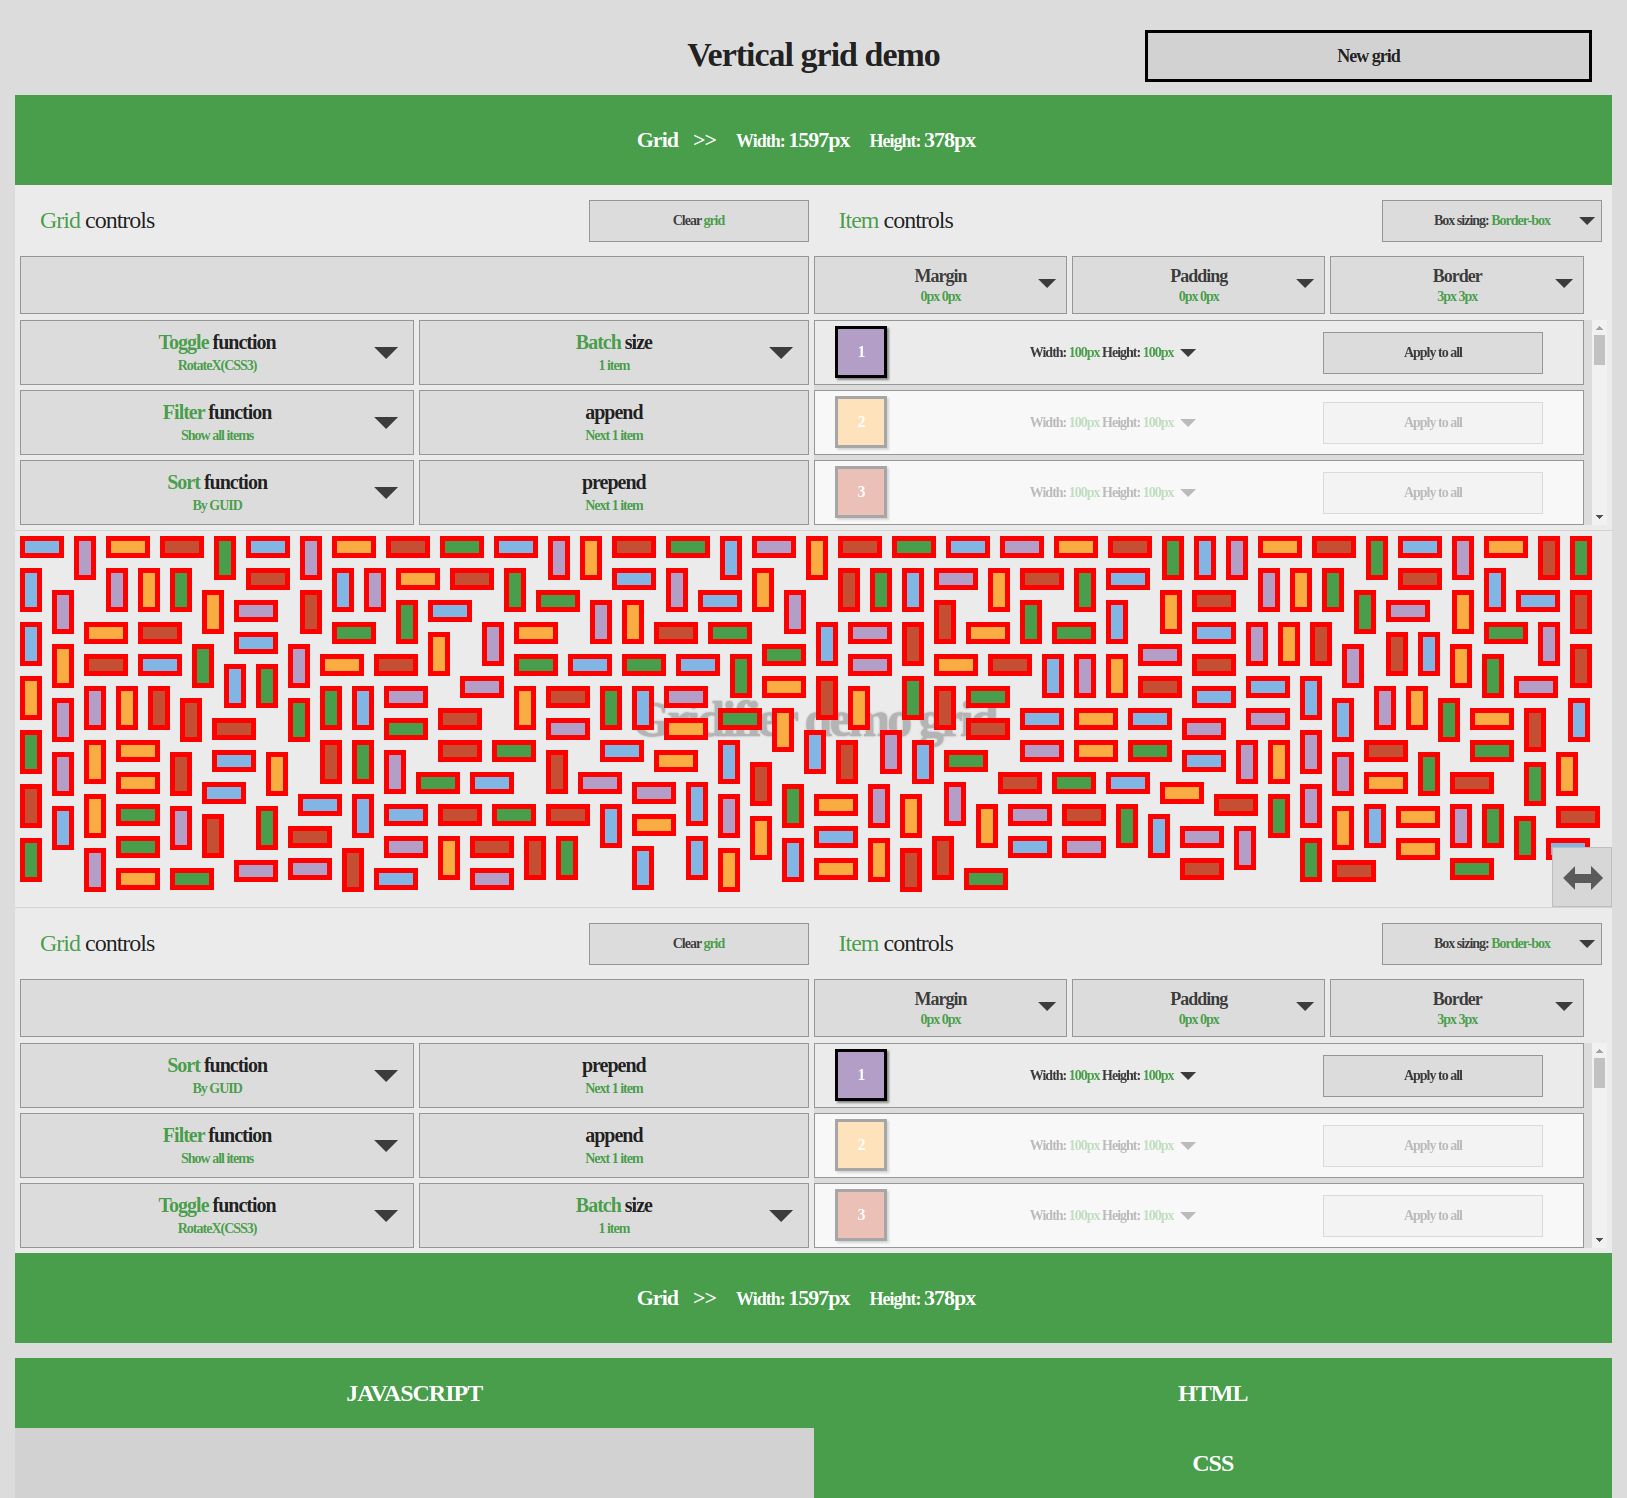 Vertical grid demo
New grid
Grid >> Width: 1597px Height: 378px
Grid controls
Clear grid
Item controls
Box sizing: Border-box
Margin
0px 0px
Padding
0px 0px
Border
3px 3px
Toggle function
RotateX(CSS3)
Batch size
1 item
1
Width: 100px Height: 100px
Apply to all
Filter function
Show all items
append
Next 1 item
2
Width: 100px Height: 100px
Apply to all
Sort function
By GUID
prepend
Next 1 item
3
Width: 100px Height: 100px
Apply to all
Gridifier demo grid
Grid controls
Clear grid
Item controls
Box sizing: Border-box
Margin
0px 0px
Padding
0px 0px
Border
3px 3px
Sort function
By GUID
prepend
Next 1 item
1
Width: 100px Height: 100px
Apply to all
Filter function
Show all items
append
Next 1 item
2
Width: 100px Height: 100px
Apply to all
Toggle function
RotateX(CSS3)
Batch size
1 item
3
Width: 100px Height: 100px
Apply to all
Grid >> Width: 1597px Height: 378px
JAVASCRIPT
HTML
CSS